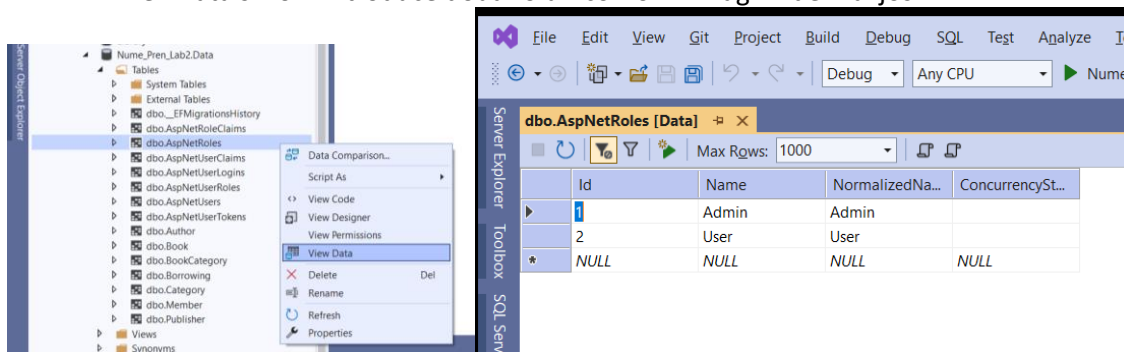 Server Object Explorer
Nume_Pren_Lab2.Data
Tables
System Tables
External Tables
dbo.__EFMigrationsHistory
dbo.AspNetRoleClaims
dbo.AspNetRoles
dbo.AspNetUserClaims
dbo.AspNetUserLogins
dbo.AspNetUserRoles
dbo.AspNetUsers
dbo.AspNetUserTokens
dbo.Author
dbo.Book
dbo.BookCategory
dbo.Borrowing
dbo.Category
dbo.Member
dbo.Publisher
Views
Synonyms
Data Comparison...
Script As
View Code
View Designer
View Permissions
View Data
Delete Del
Rename
Refresh
Properties
File Edit View Git Project Build Debug SQL Test Analyze
Debug Any CPU Nume
Server Explorer
Toolbox
SQL Serv
dbo.AspNetRoles [Data]
Max Rows: 1000
Id Name NormalizedNa... ConcurrencySt...
1 Admin Admin
2 User User
NULL NULL NULL NULL